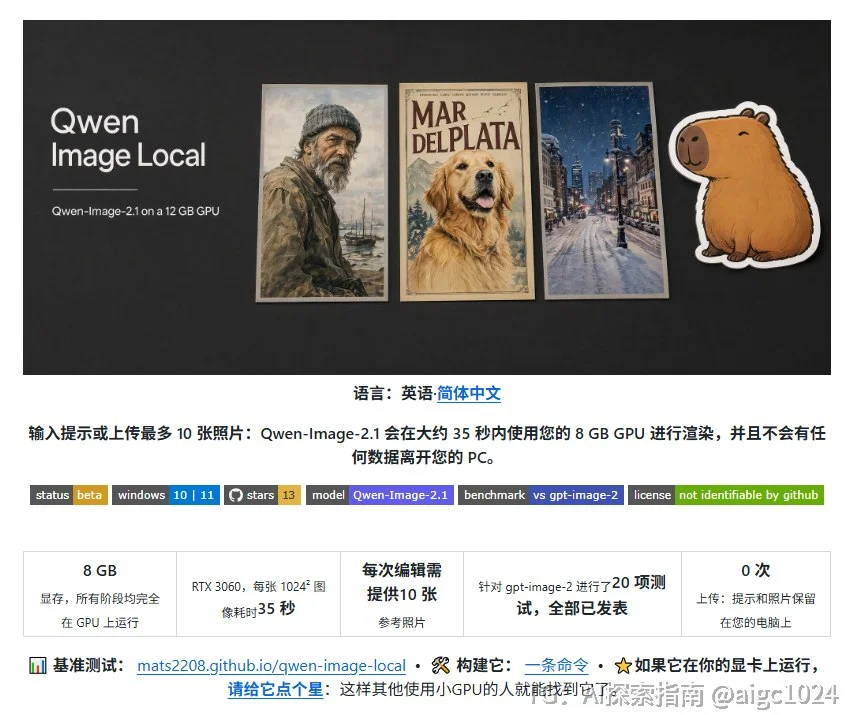 Qwen
Image Local
Qwen-Image-2.1 on a 12 GB GPU
MAR
DEL PLATA
语言：英语·简体中文
输入提示或上传最多 10 张照片：Qwen-Image-2.1 会在大约 35 秒内使用您的 8 GB GPU 进行渲染，并且不会有任
何数据离开您的 PC。
status beta windows 10 | 11 stars 13 model Qwen-Image-2.1 benchmark vs gpt-image-2 license not identifiable by github
8 GB
显存，所有阶段均完全
在 GPU 上运行
RTX 3060，每张 1024² 图
像耗时35 秒
每次编辑需
提供10 张
参考照片
针对 gpt-image-2 进行了20 项测
试，全部已发表
0 次
上传：提示和照片保留
在您的电脑上
基准测试： mats2208.github.io/qwen-image-local • 构建它： 一条命令 • 如果它在你的显卡上运行，
请给它点个星：这样其他使用小GPU的人就能找到它了。
AI探索指南 @aigc1024